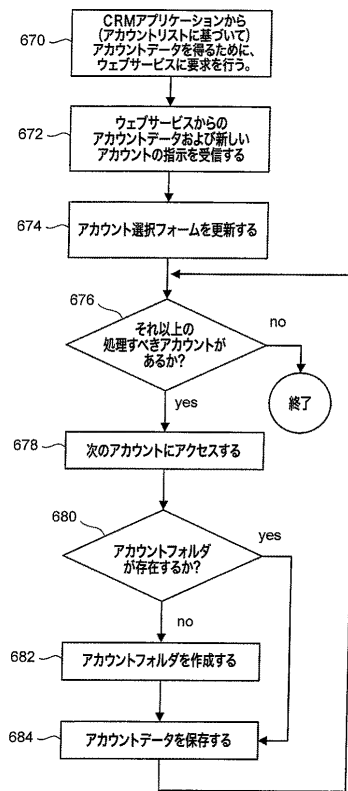 670
CRMアプリケーションから
(アカウントリストに基づいて)
アカウントデータを得るために、
ウェブサービスに要求を行う。
672
ウェブサービスからの
アカウントデータおよび新しい
アカウントの指示を受信する
674
アカウント選択フォームを更新する
676
それ以上の
処理すべきアカウントが
あるか?
no
終了
yes
678
次のアカウントにアクセスする
680
アカウントフォルダ
が存在するか?
yes
no
682
アカウントフォルダを作成する
684
アカウントデータを保存する